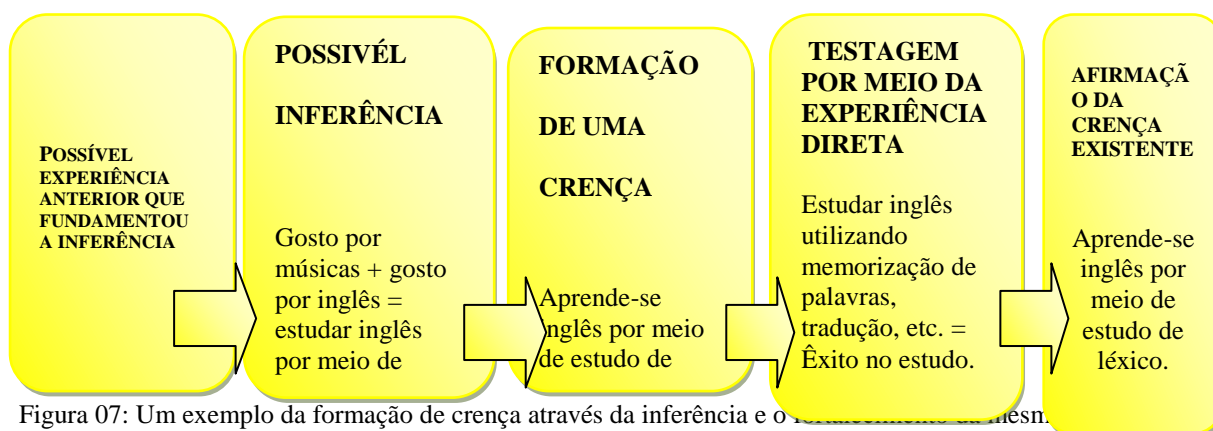 POSSÍVEL
EXPERIÊNCIA
ANTERIOR QUE
FUNDAMENTOU
A INFERÊNCIA
POSSIVÉL
INFERÊNCIA
Gosto por
músicas + gosto
por inglês =
estudar inglês
por meio de
FORMAÇÃO
DE UMA
CRENÇA
Aprende-se
inglês por meio
de estudo de
TESTAGEM
POR MEIO DA
EXPERIÊNCIA
DIRETA
Estudar inglês
utilizando
memorização de
palavras,
tradução, etc. =
Êxito no estudo.
AFIRMAÇÃ
O DA
CRENÇA
EXISTENTE
Aprende-se
inglês por
meio de
estudo de
léxico.
Figura 07: Um exemplo da formação de crença através da inferência e o